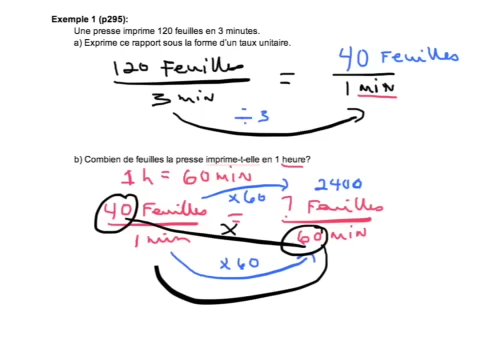 Exemple 1 (p295):
Une presse imprime 120 feuilles en 3 minutes.
a) Exprime ce rapport sous la forme d'un taux unitaire.
120 Feuilles = 40 Feuilles
3 min 1 min
÷3
b) Combien de feuilles la presse imprime-t-elle en 1 heure?
1h = 60 min
x60 2400
40 Feuilles = ? Feuilles
x
1 min 60 min
x60